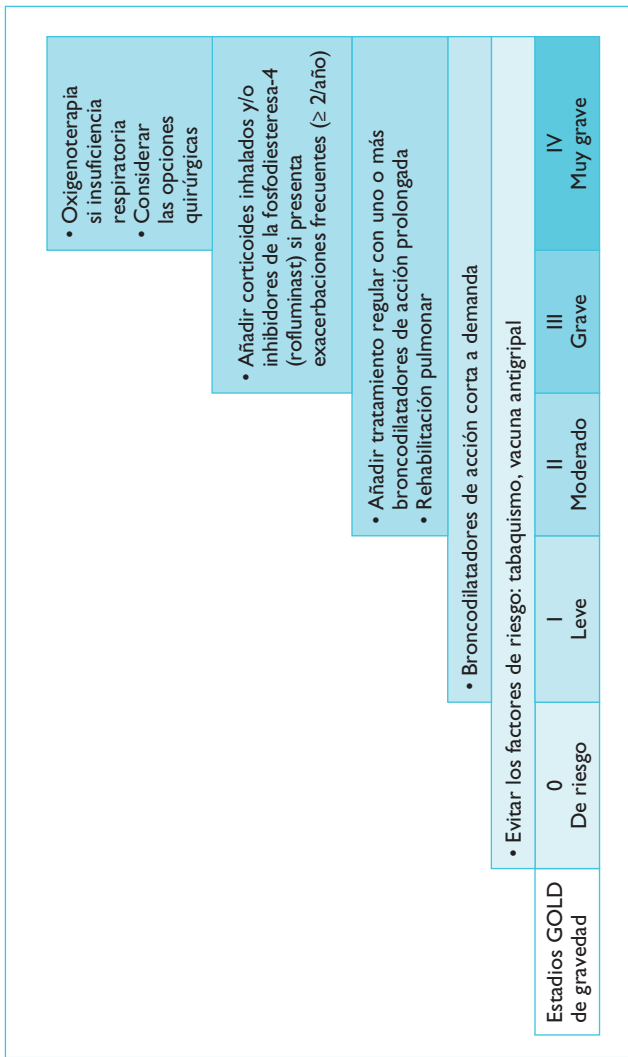 • Oxigenoterapia
si insuficiencia
respiratoria
• Considerar
las opciones
quirúrgicas
• Añadir corticoides inhalados y/o
inhibidores de la fosfodiesteresa-4
(rofluminast) si presenta
exacerbaciones frecuentes (≥ 2/año)
• Añadir tratamiento regular con uno o más
broncodilatadores de acción prolongada
• Rehabilitación pulmonar
• Broncodilatadores de acción corta a demanda
• Evitar los factores de riesgo: tabaquismo, vacuna antigripal
Estadios GOLD
de gravedad
0
De riesgo
I
Leve
II
Moderado
III
Grave
IV
Muy grave